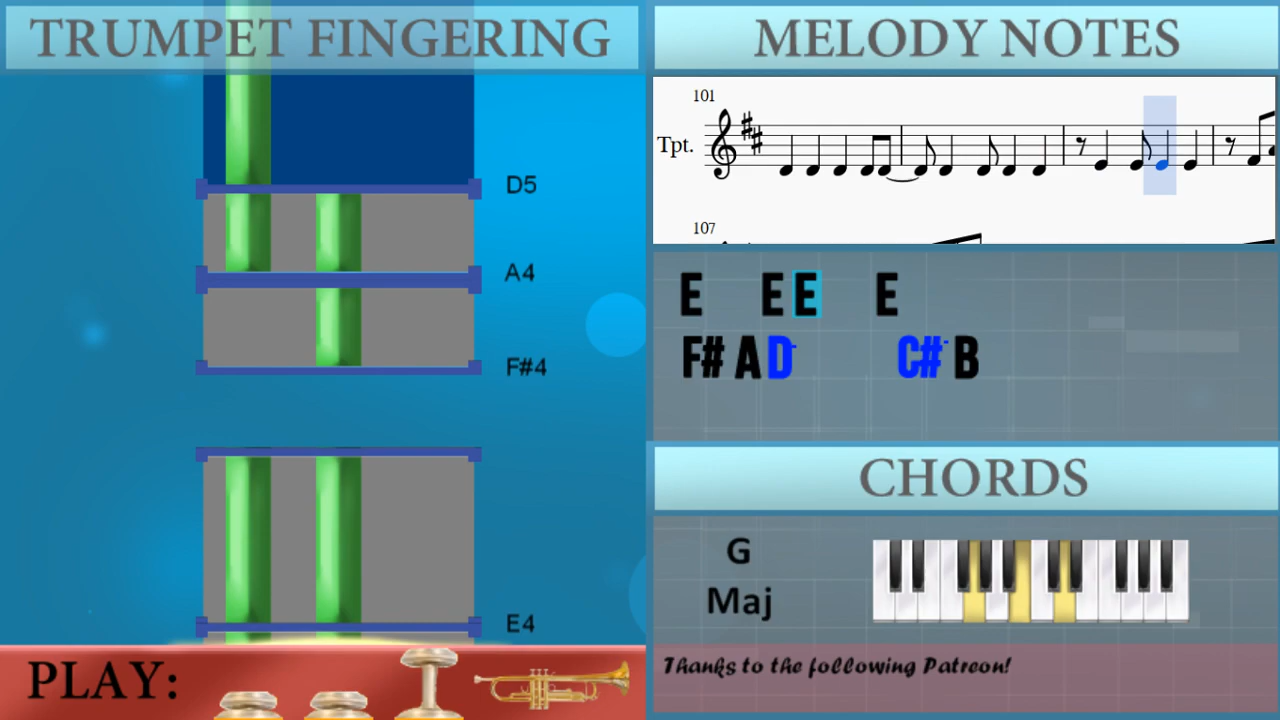 TRUMPET FINGERING
D5
A4
F#4
E4
PLAY:
MELODY NOTES
101
Tpt.
107
E E E E
F# A D- C#- B
CHORDS
G
Maj
Thanks to the following Patreon!